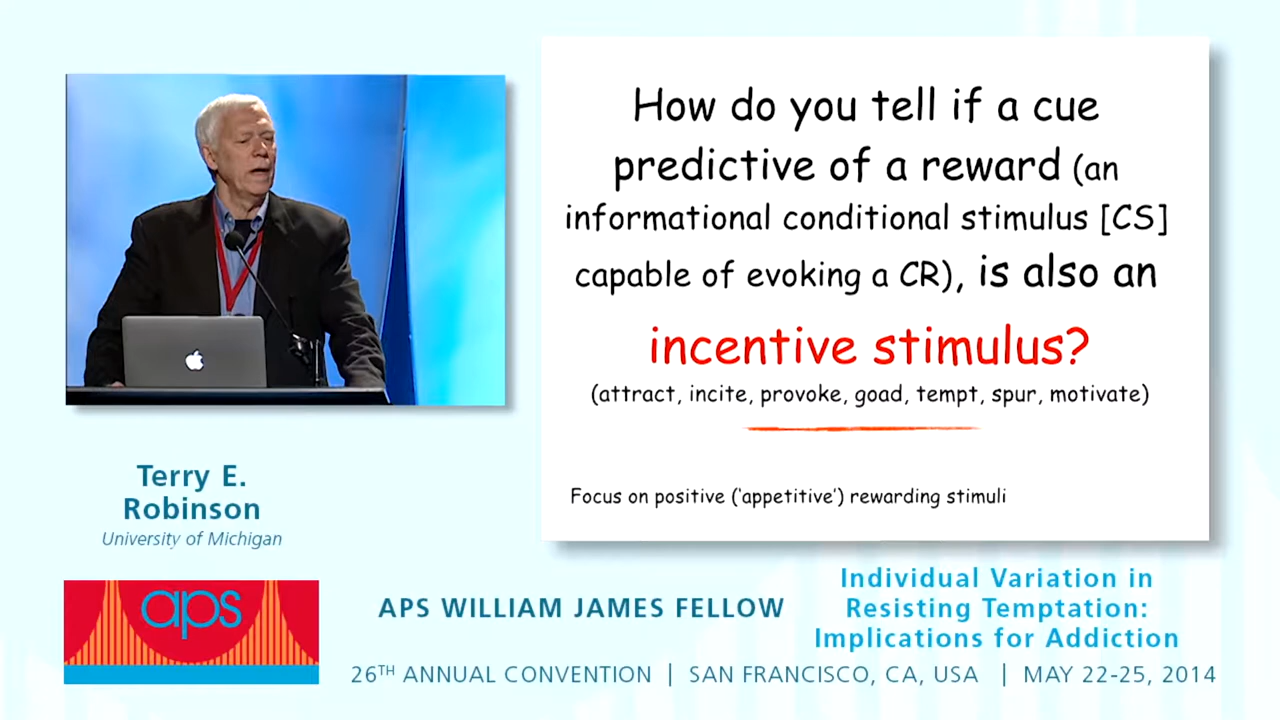 How do you tell if a cue
predictive of a reward (an
informational conditional stimulus [CS]
capable of evoking a CR), is also an
incentive stimulus?
(attract, incite, provoke, goad, tempt, spur, motivate)
Focus on positive (‘appetitive’) rewarding stimuli
Terry E.
Robinson
University of Michigan
aps
APS WILLIAM JAMES FELLOW
Individual Variation in
Resisting Temptation:
Implications for Addiction
26TH ANNUAL CONVENTION | SAN FRANCISCO, CA, USA | MAY 22-25, 2014